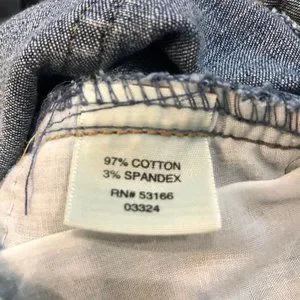 97% COTTON
3% SPANDEX
RN# 53166
03324